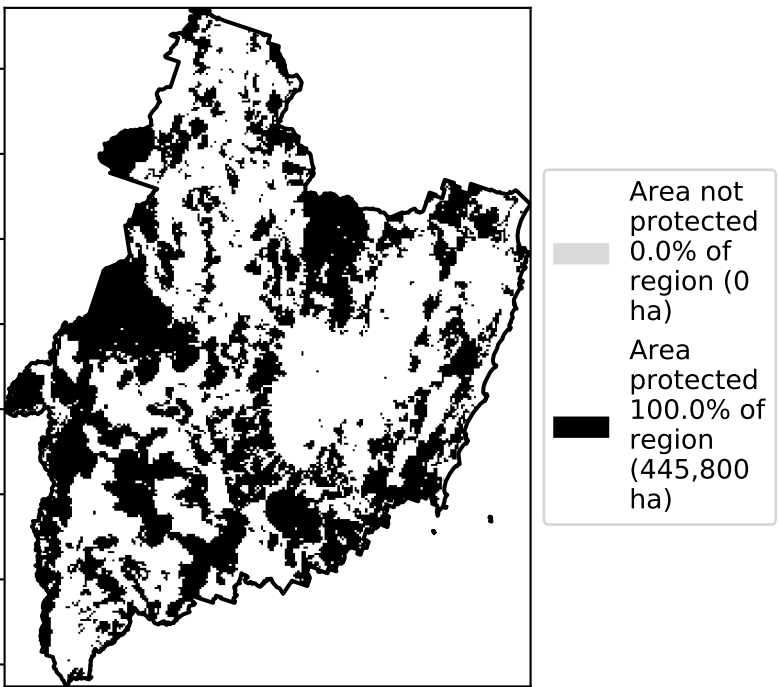 Area not
protected
0.0% of
region (0
ha)
Area
protected
100.0% of
region
(445,800
ha)